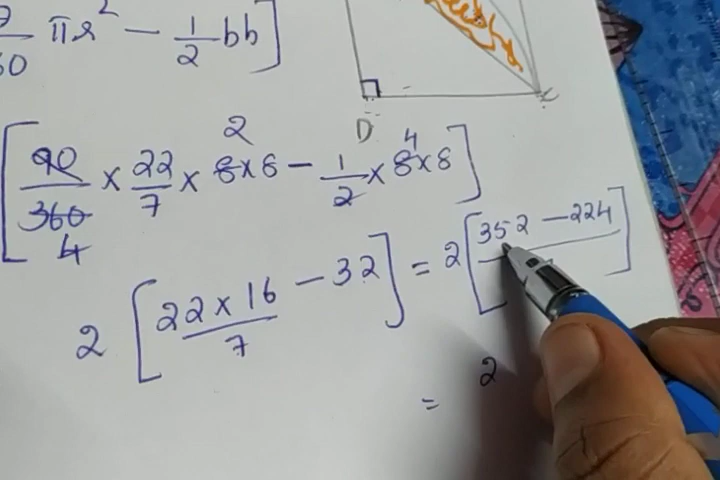 πr² − 1/2 bh]
D
C
[90/360 × 22/7 × 8×8 − 1/2 × 8×8]
2
4
4
2 [22 × 16/7 − 32] = 2 [352 − 224
= 2